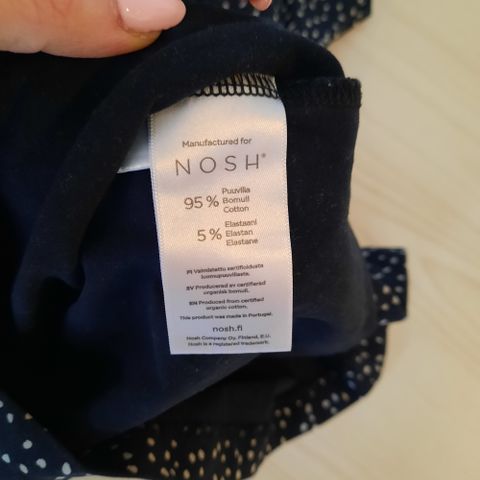 Manufactured for
NOSH®
95 % Puuvilla
Bomull
Cotton
5 % Elastaani
Elastan
Elastane
FI Valmistettu sertifioidusta
luomupuuvillasta.
SV Producerad av certifierad
organisk bomull.
EN Produced from certified
organic cotton.
This product was made in Portugal.
nosh.fi
Nosh Company Oy, Finland, E.U.
Nosh is a registered trademark.